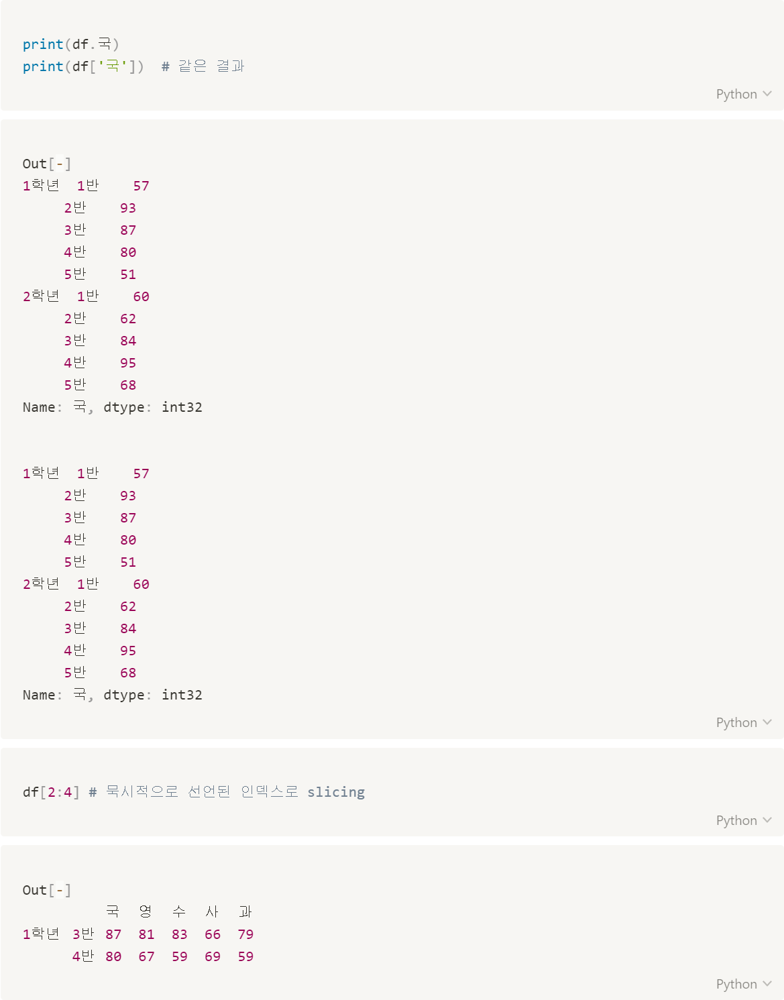 print(df.국)
print(df['국'])  # 같은 결과
Python
Out[-]
1학년  1반    57
     2반    93
     3반    87
     4반    80
     5반    51
2학년  1반    60
     2반    62
     3반    84
     4반    95
     5반    68
Name: 국, dtype: int32
1학년  1반    57
     2반    93
     3반    87
     4반    80
     5반    51
2학년  1반    60
     2반    62
     3반    84
     4반    95
     5반    68
Name: 국, dtype: int32
Python
df[2:4] # 묵시적으로 선언된 인덱스로 slicing
Python
Out[-]
          국  영  수  사  과
1학년 3반 87  81  83  66  79
      4반 80  67  59  69  59
Python